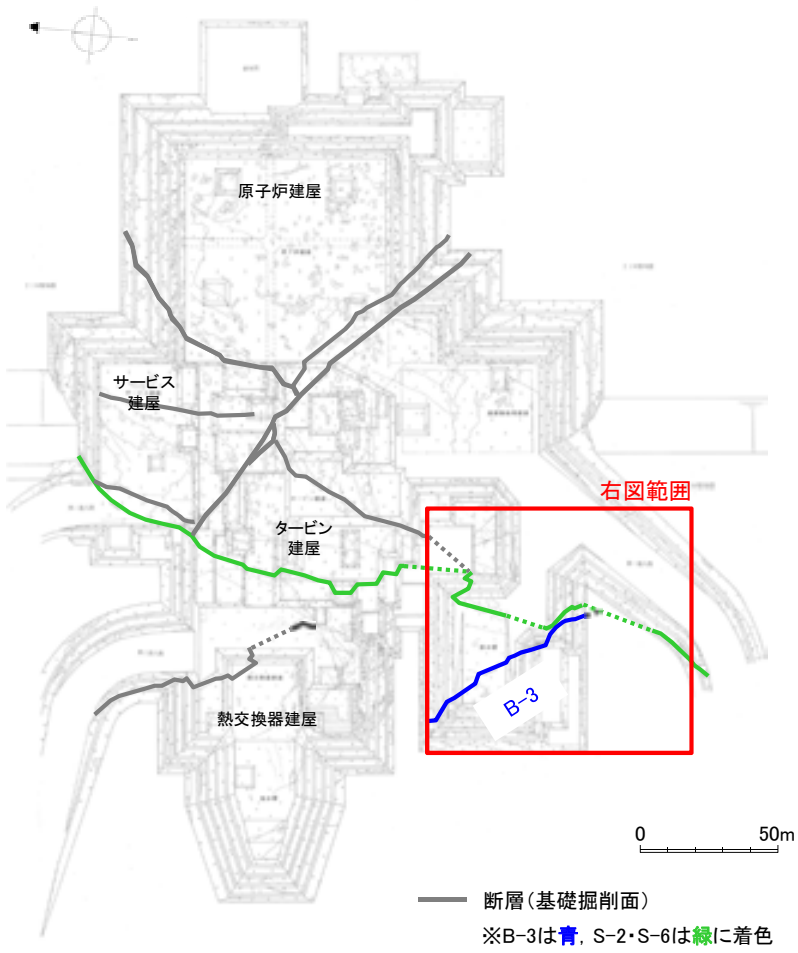 原子炉建屋
サービス
建屋
右図範囲
タービン
建屋
B-3
熱交換器建屋
0 50m
断層(基礎掘削面)
※B-3は青, S-2・S-6は緑に着色